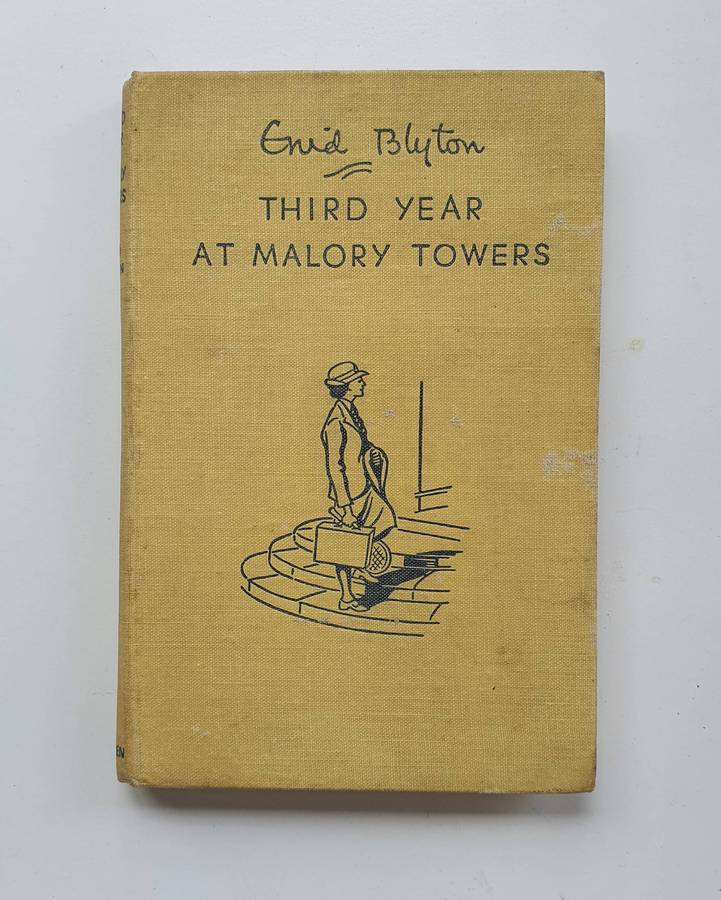 Enid Blyton
THIRD YEAR
AT MALORY TOWERS